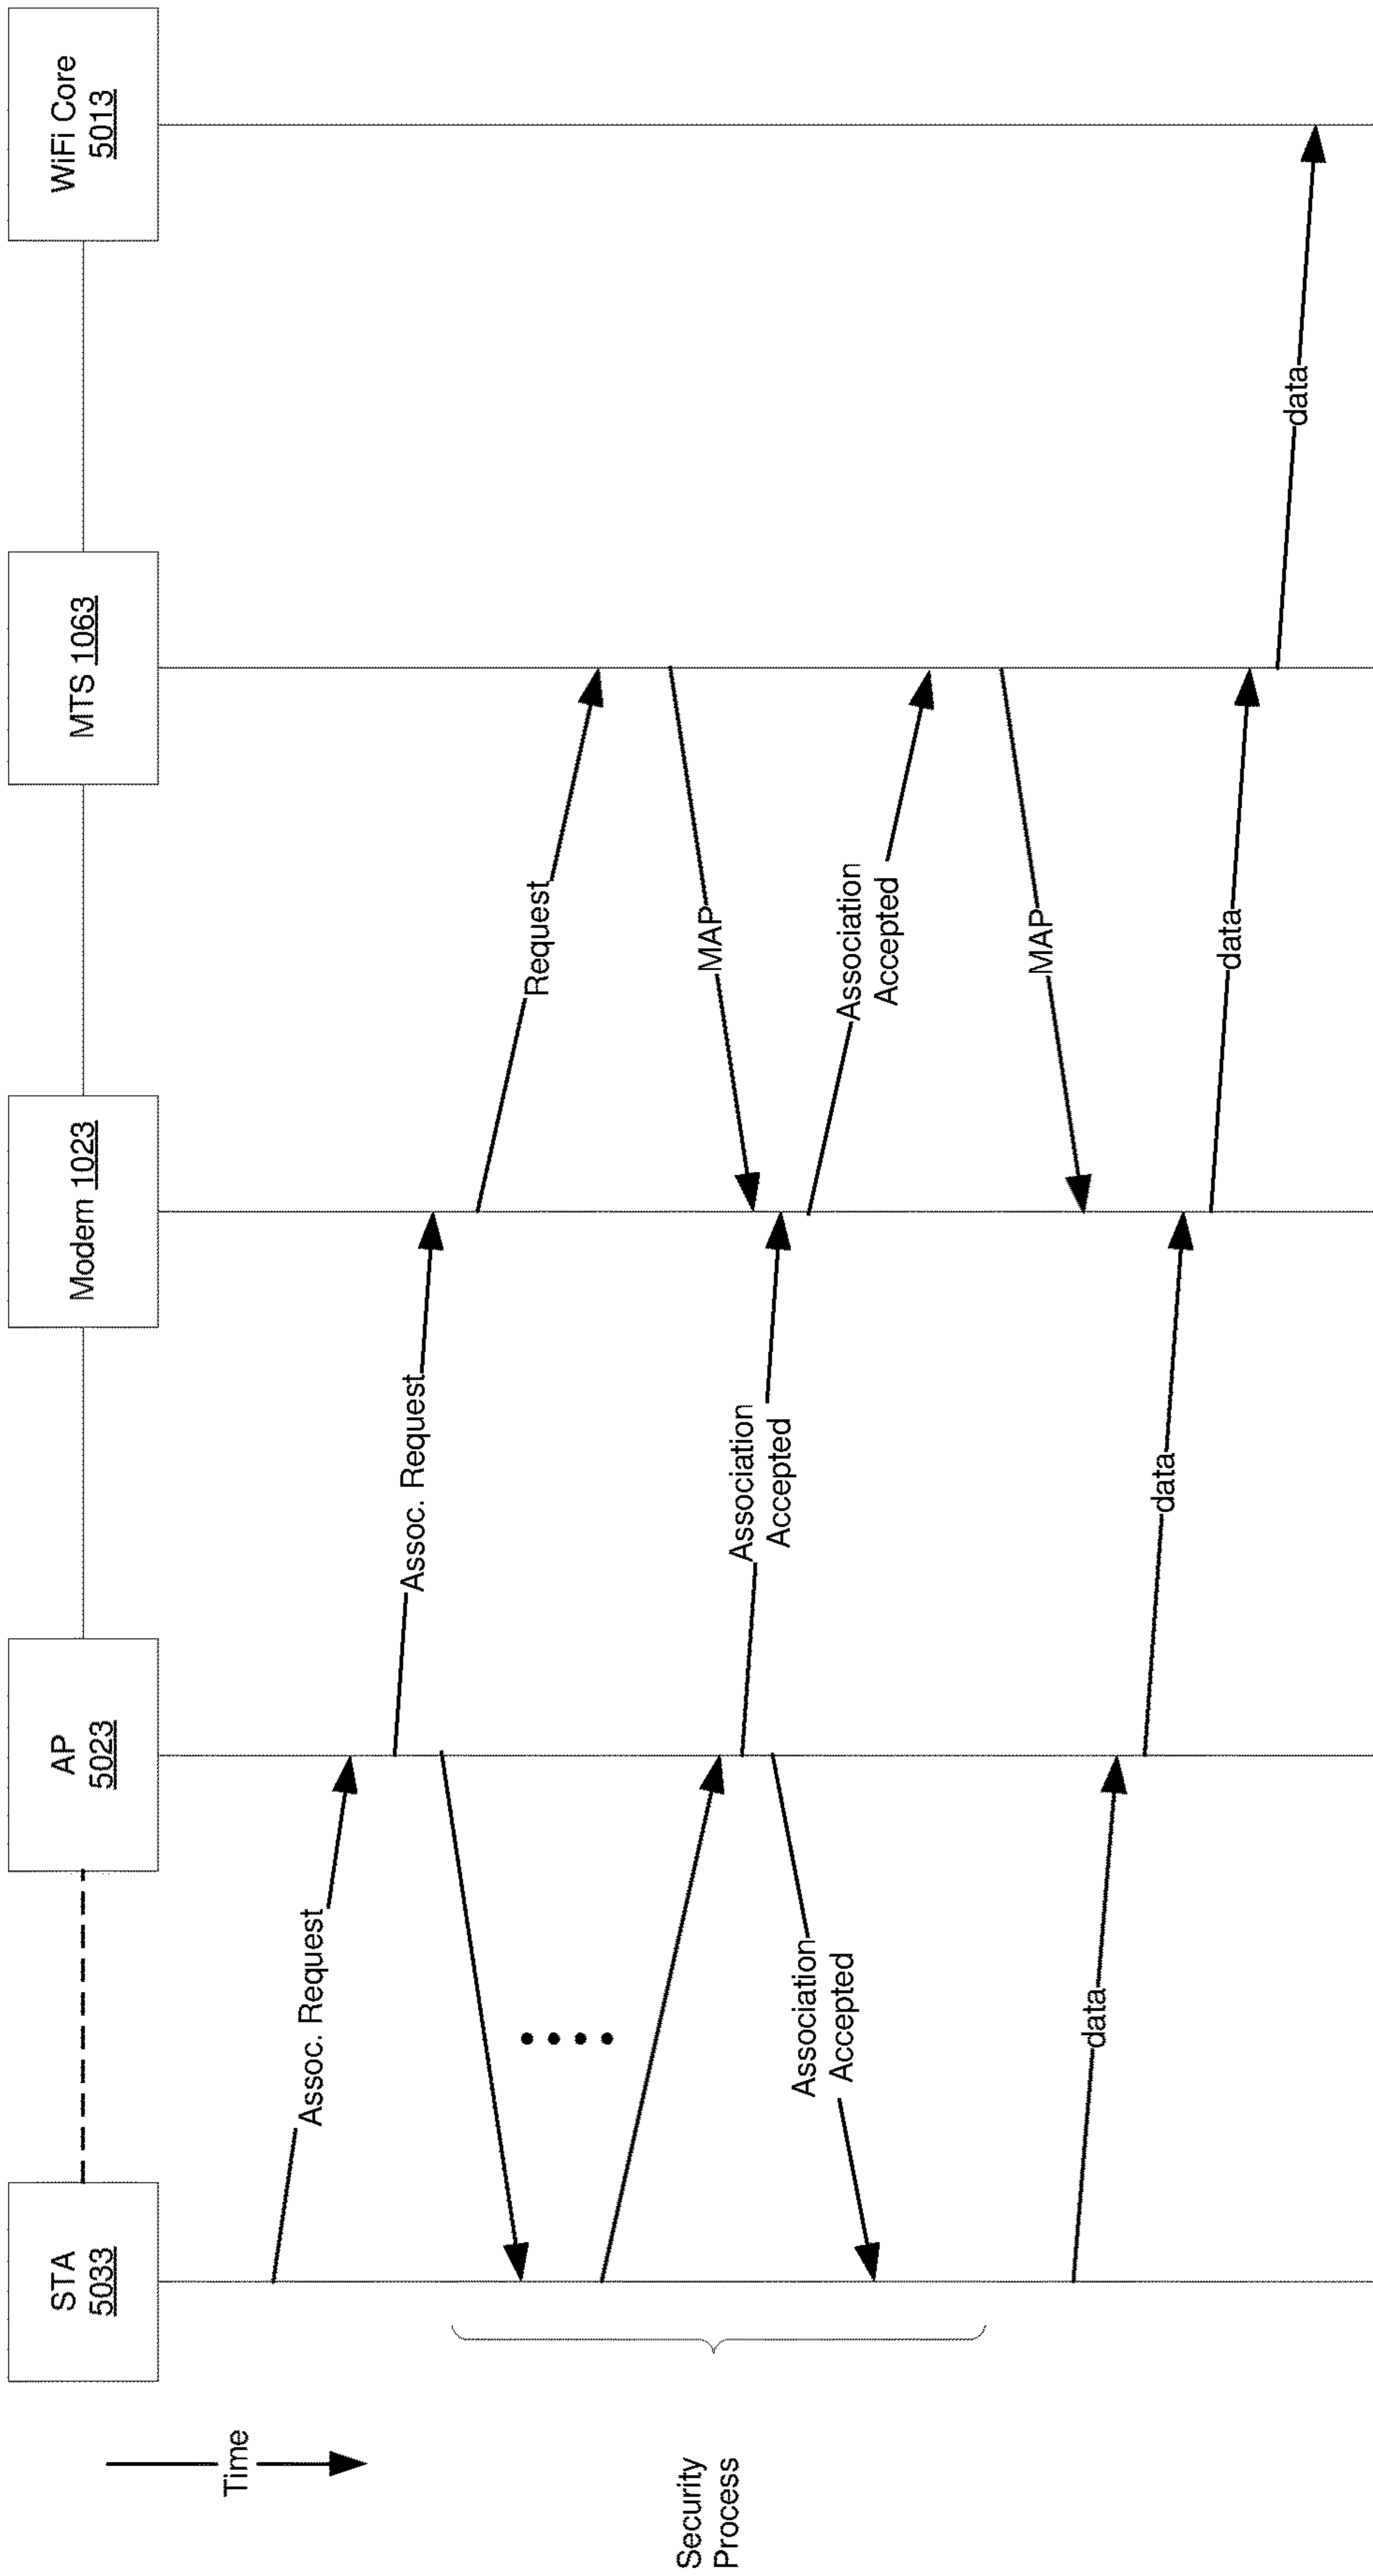 STA
5033
AP
5023
Modem 1023
MTS 1063
WiFi Core
5013
Time
Assoc. Request
Assoc. Request
Request
MAP
Security
Process
Association
Accepted
Association
Accepted
Association
Accepted
MAP
data
data
data
data